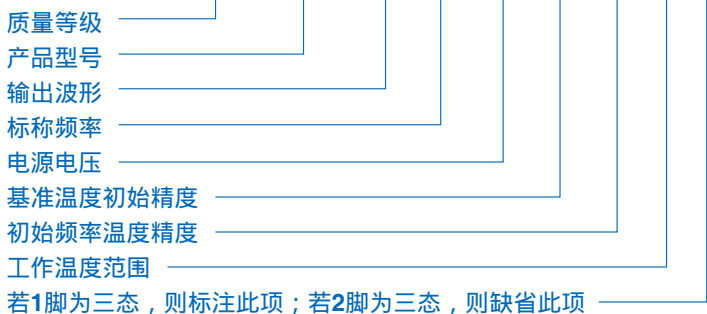 质量等级
产品型号
输出波形
标称频率
电源电压
基准温度初始精度
初始频率温度精度
工作温度范围
若1脚为三态，则标注此项；若2脚为三态，则缺省此项